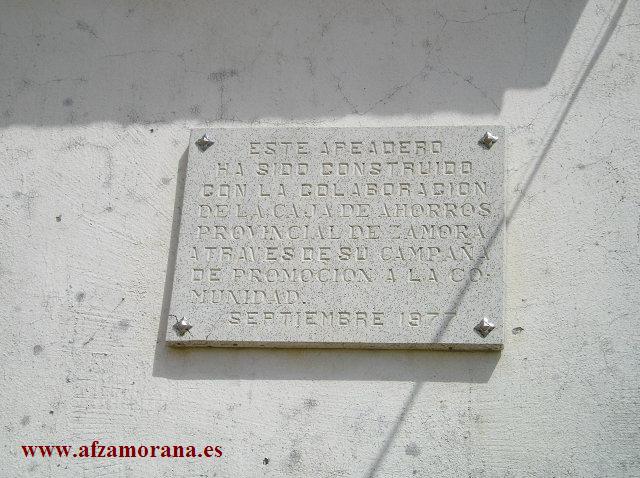 ESTE APEADERO
HA SIDO CONSTRUIDO
CON LA COLABORACION
DE LA CAJA DE AHORROS
PROVINCIAL DE ZAMORA
ATRAVES DE SU CAMPAÑA
DE PROMOCION A LA CO-
MUNIDAD.
SEPTIEMBRE 1977
www.afzamorana.es